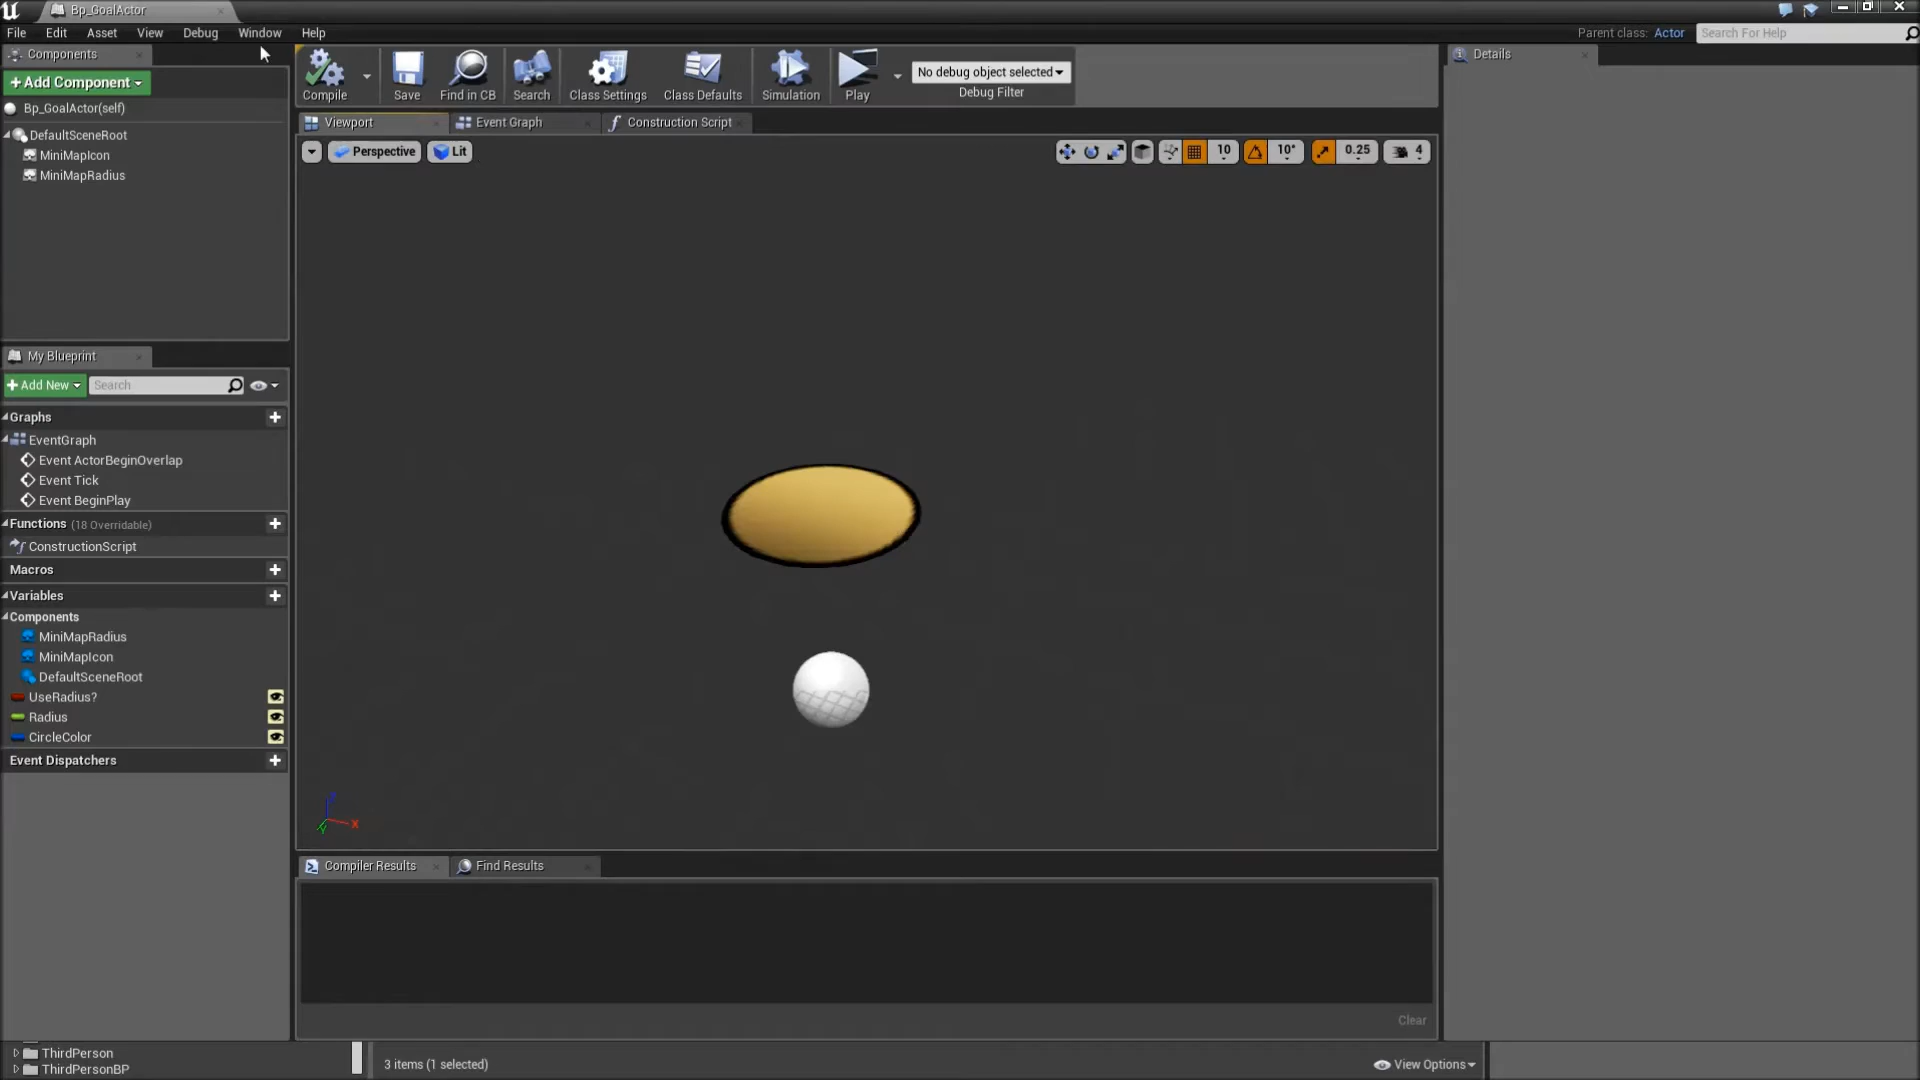 Bp_GoalActor
File Edit Asset View Debug Window Help
Parent class: Actor
Search For Help
Components
+Add Component
Bp_GoalActor(self)
DefaultSceneRoot
MiniMapIcon
MiniMapRadius
Compile
Save
Find in CB
Search
Class Settings
Class Defaults
Simulation
Play
No debug object selected
Debug Filter
Details
Viewport
Event Graph
Construction Script
Perspective
Lit
10
10°
0.25
4
My Blueprint
+Add New
Search
Graphs
EventGraph
Event ActorBeginOverlap
Event Tick
Event BeginPlay
Functions (18 Overridable)
ConstructionScript
Macros
Variables
Components
MiniMapRadius
MiniMapIcon
DefaultSceneRoot
UseRadius?
Radius
CircleColor
Event Dispatchers
Z
X
Y
Compiler Results
Find Results
Clear
ThirdPerson
ThirdPersonBP
3 items (1 selected)
View Options